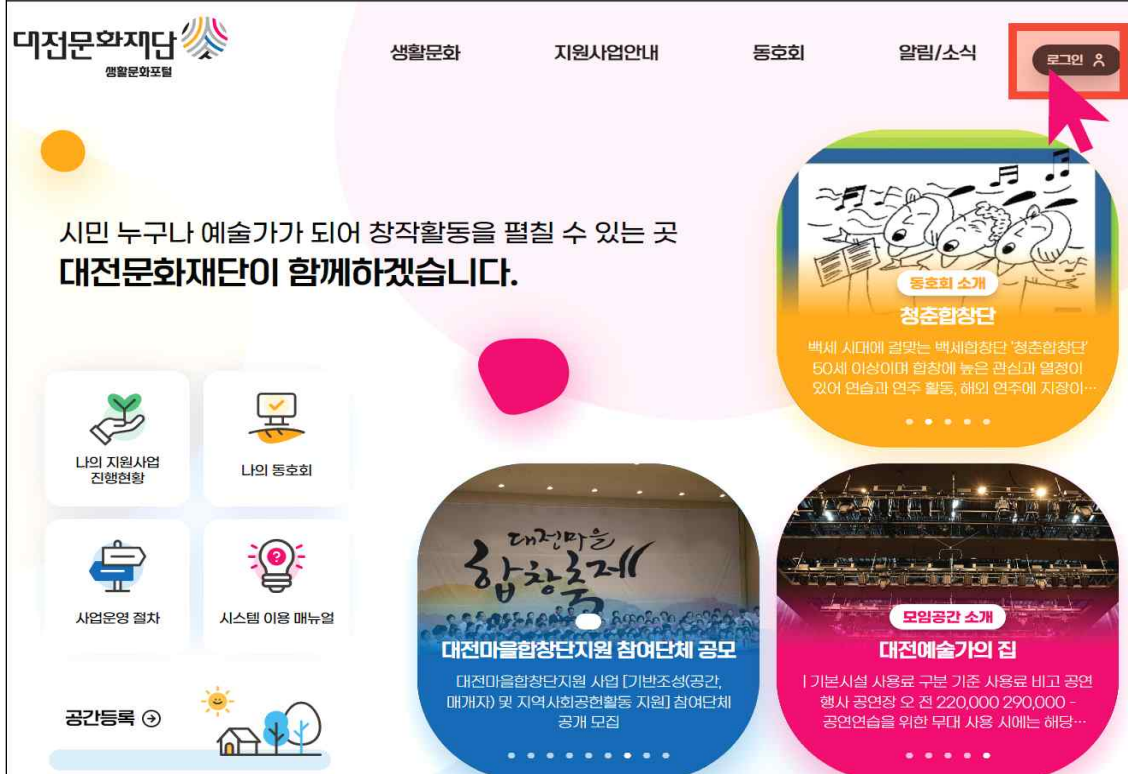 대전문화재단
생활문화포털
생활문화
지원사업안내
동호회
알림/소식
로그인
시민 누구나 예술가가 되어 창작활동을 펼칠 수 있는 곳
대전문화재단이 함께하겠습니다.
동호회 소개
청춘합창단
백세 시대에 걸맞는 백세합창단 '청춘합창단'
50세 이상이며 합창에 높은 관심과 열정이
있어 연습과 연주 활동, 해외 연주에 지장이…
나의 지원사업
진행현황
나의 동호회
사업운영 절차
시스템 이용 매뉴얼
공간등록
대전마을
합창축제
대전마을합창단지원 참여단체 공모
대전마을합창단지원 사업 [기반조성(공간,
매개자) 및 지역사회공헌활동 지원] 참여단체
공개 모집
모임공간 소개
대전예술가의 집
| 기본시설 사용료 구분 기준 사용료 비고 공연
행사 공연장 오 전 220,000 290,000 -
공연연습을 위한 무대 사용 시에는 해당…